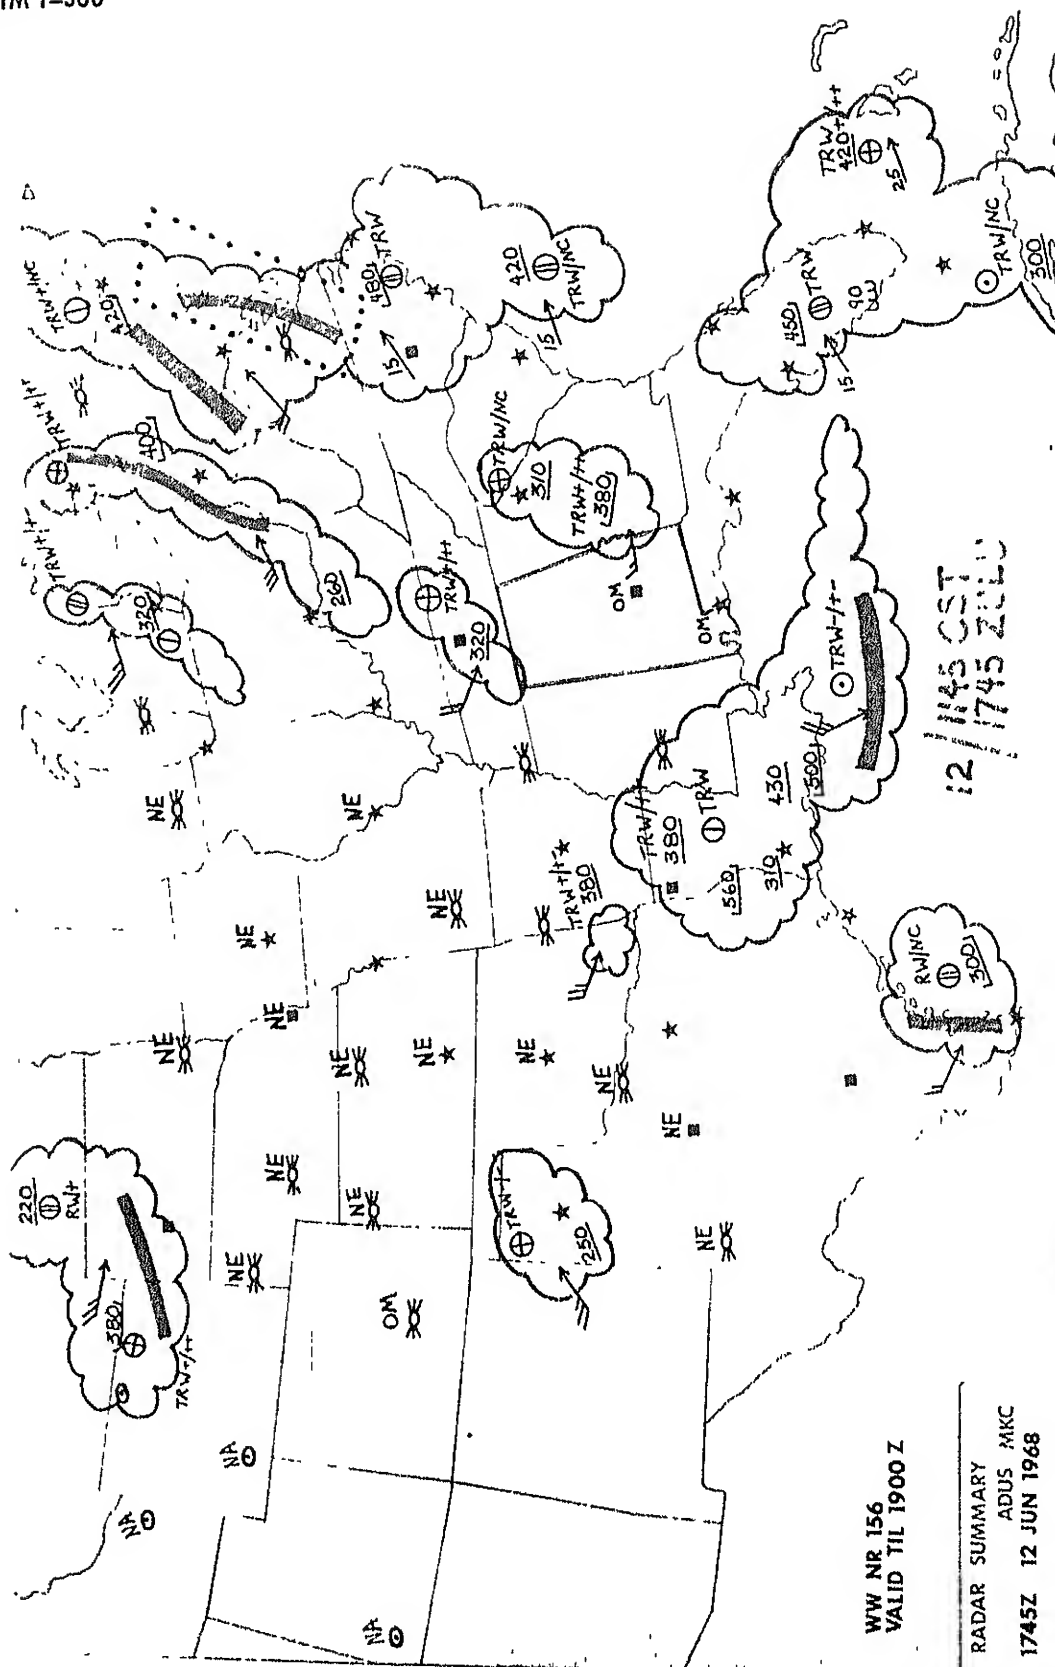 WW NR 156
VALID TIL 1900 Z
RADAR SUMMARY
ADUS MKC
1745Z 12 JUN 1968
12 / 1145 CST
1745 ZULU
NA
NA
NA
220
RW+
380
TRW+/++
NE
NE
NE
OM
NE
NE
NE
NE
NE
NE
NE
NE
NE
NE
NE
NE
TRW+
250
TRW+/+
320
260
400
TRW+/++
TRW+/NC
420
480
TRW
15
420
TRW/NC
15
TRW+/++
320
TRW/NC
310
TRW+/++
380
OM
OM
TRW+/+-
380
TRW/++
380
TRW
560
310
430
500
TRW-/+-
RW/NC
300
450
TRW
90
15
TRW
420+/++
25
TRW/NC
300